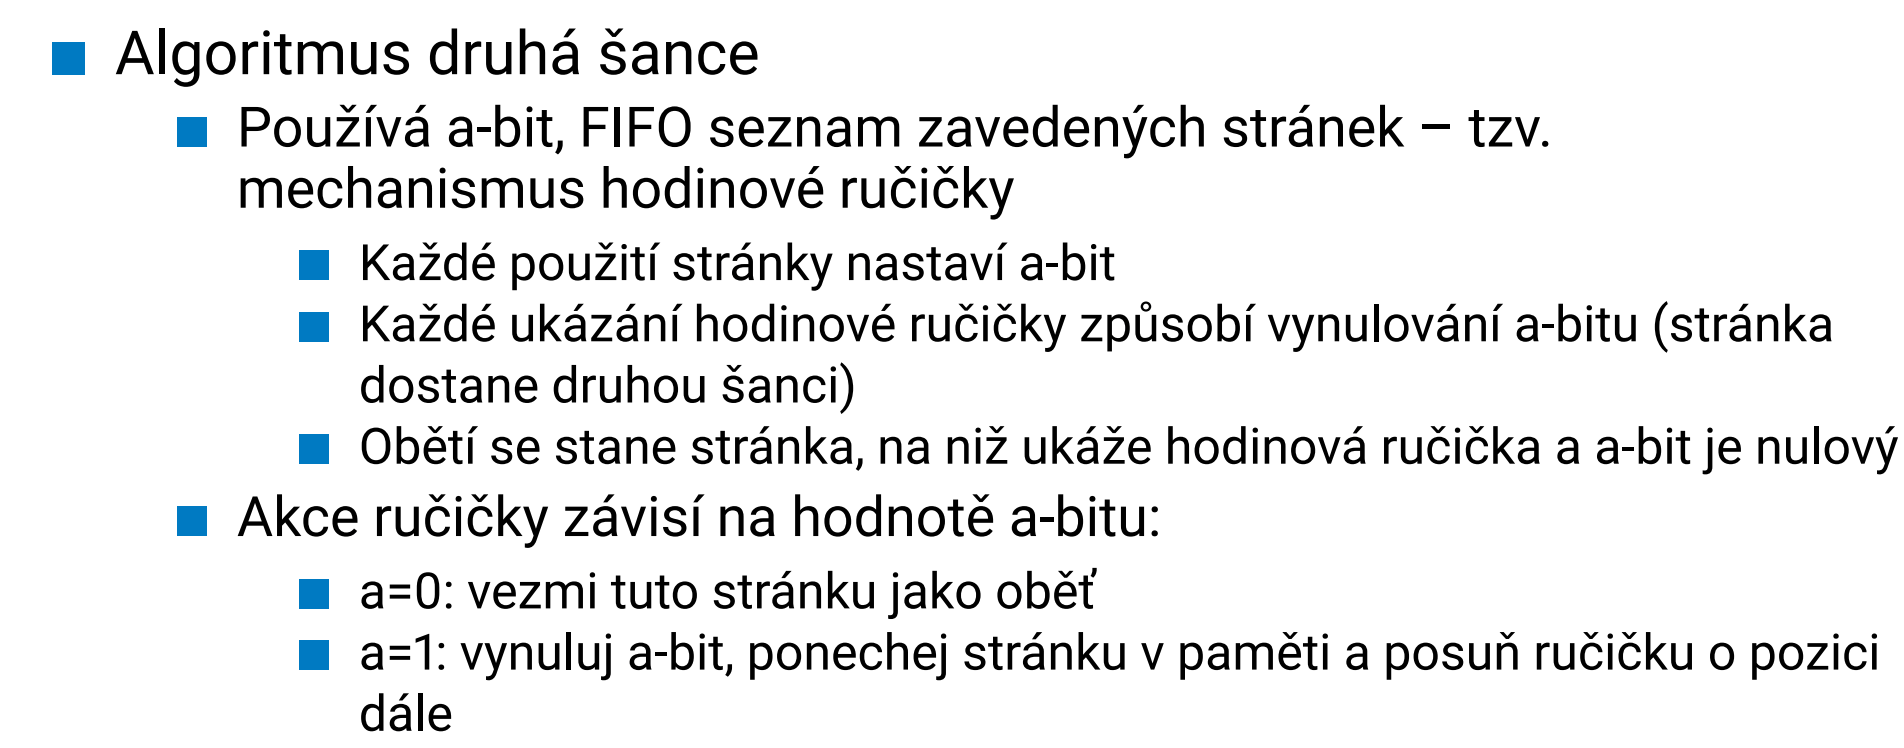 Algoritmus druhá šance
Používá a-bit, FIFO seznam zavedených stránek – tzv.
mechanismus hodinové ručičky
Každé použití stránky nastaví a-bit
Každé ukázání hodinové ručičky způsobí vynulování a-bitu (stránka
dostane druhou šanci)
Obětí se stane stránka, na niž ukáže hodinová ručička a a-bit je nulový
Akce ručičky závisí na hodnotě a-bitu:
a=0: vezmi tuto stránku jako oběť
a=1: vynuluj a-bit, ponechej stránku v paměti a posuň ručičku o pozici
dále